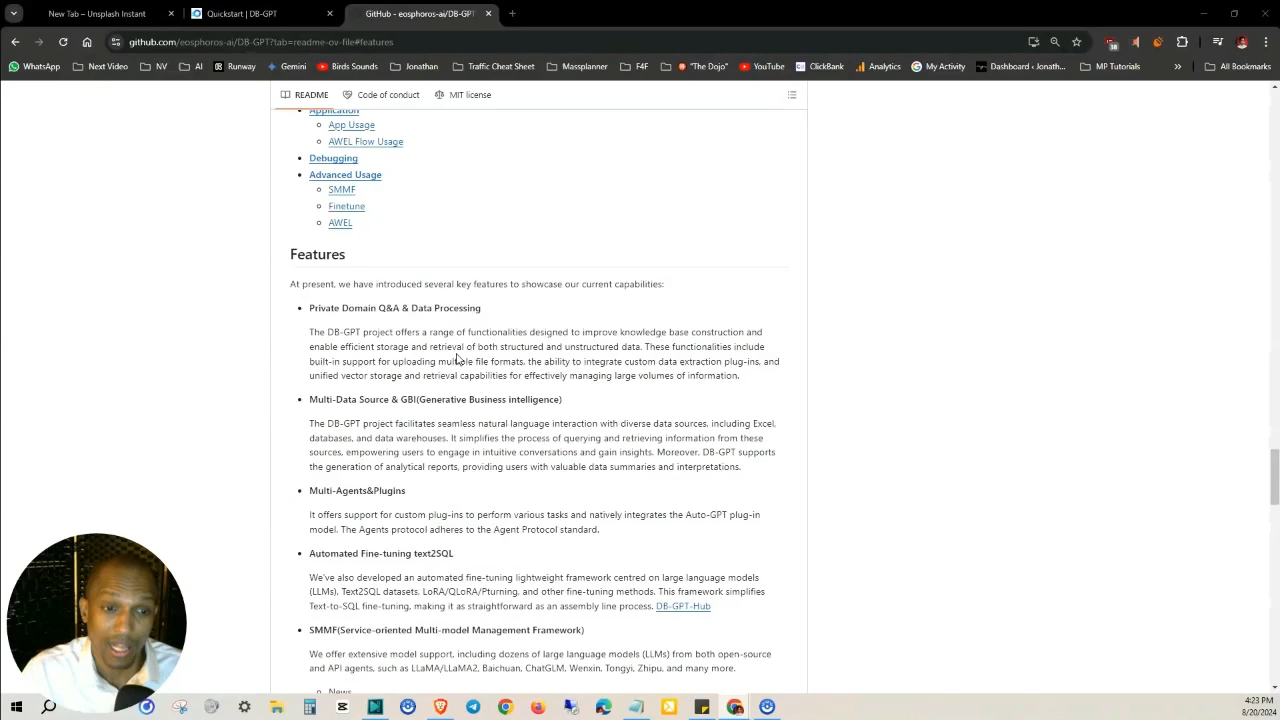 New Tab – Unsplash Instant
Quickstart | DB-GPT
GitHub - eosphoros-ai/DB-GPT
github.com/eosphoros-ai/DB-GPT?tab=readme-ov-file#features
38
WhatsApp
Next Video
NV
AI
Runway
Gemini
Birds Sounds
Jonathan
Traffic Cheat Sheet
Massplanner
F4F
"The Dojo"
YouTube
ClickBank
Analytics
My Activity
Dashboard ‹ Jonath...
MP Tutorials
»
All Bookmarks
README
Code of conduct
MIT license
Application
App Usage
AWEL Flow Usage
Debugging
Advanced Usage
SMMF
Finetune
AWEL
Features
At present, we have introduced several key features to showcase our current capabilities:
Private Domain Q&A & Data Processing
The DB-GPT project offers a range of functionalities designed to improve knowledge base construction and
enable efficient storage and retrieval of both structured and unstructured data. These functionalities include
built-in support for uploading multiple file formats, the ability to integrate custom data extraction plug-ins, and
unified vector storage and retrieval capabilities for effectively managing large volumes of information.
Multi-Data Source & GBI(Generative Business intelligence)
The DB-GPT project facilitates seamless natural language interaction with diverse data sources, including Excel,
databases, and data warehouses. It simplifies the process of querying and retrieving information from these
sources, empowering users to engage in intuitive conversations and gain insights. Moreover, DB-GPT supports
the generation of analytical reports, providing users with valuable data summaries and interpretations.
Multi-Agents&Plugins
It offers support for custom plug-ins to perform various tasks and natively integrates the Auto-GPT plug-in
model. The Agents protocol adheres to the Agent Protocol standard.
Automated Fine-tuning text2SQL
We've also developed an automated fine-tuning lightweight framework centred on large language models
(LLMs), Text2SQL datasets, LoRA/QLoRA/Pturning, and other fine-tuning methods. This framework simplifies
Text-to-SQL fine-tuning, making it as straightforward as an assembly line process. DB-GPT-Hub
SMMF(Service-oriented Multi-model Management Framework)
We offer extensive model support, including dozens of large language models (LLMs) from both open-source
and API agents, such as LLaMA/LLaMA2, Baichuan, ChatGLM, Wenxin, Tongyi, Zhipu, and many more.
News
4:23 PM
8/20/2024